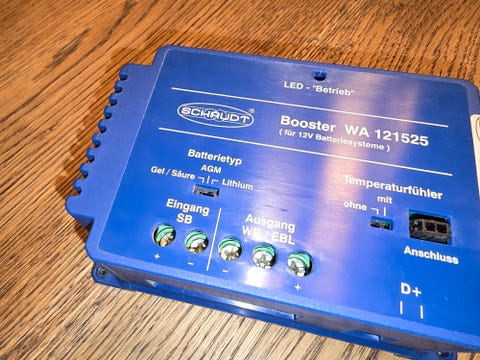 LED - "Betrieb"
SCHAUDT®
Booster WA 121525
( für 12V Batteriesysteme )
Batterietyp
AGM
Gel / Säure
Lithium
Temperaturfühler
mit
ohne
Anschluss
Eingang
SB
Ausgang
WB / EBL
+ -
- - +
D+